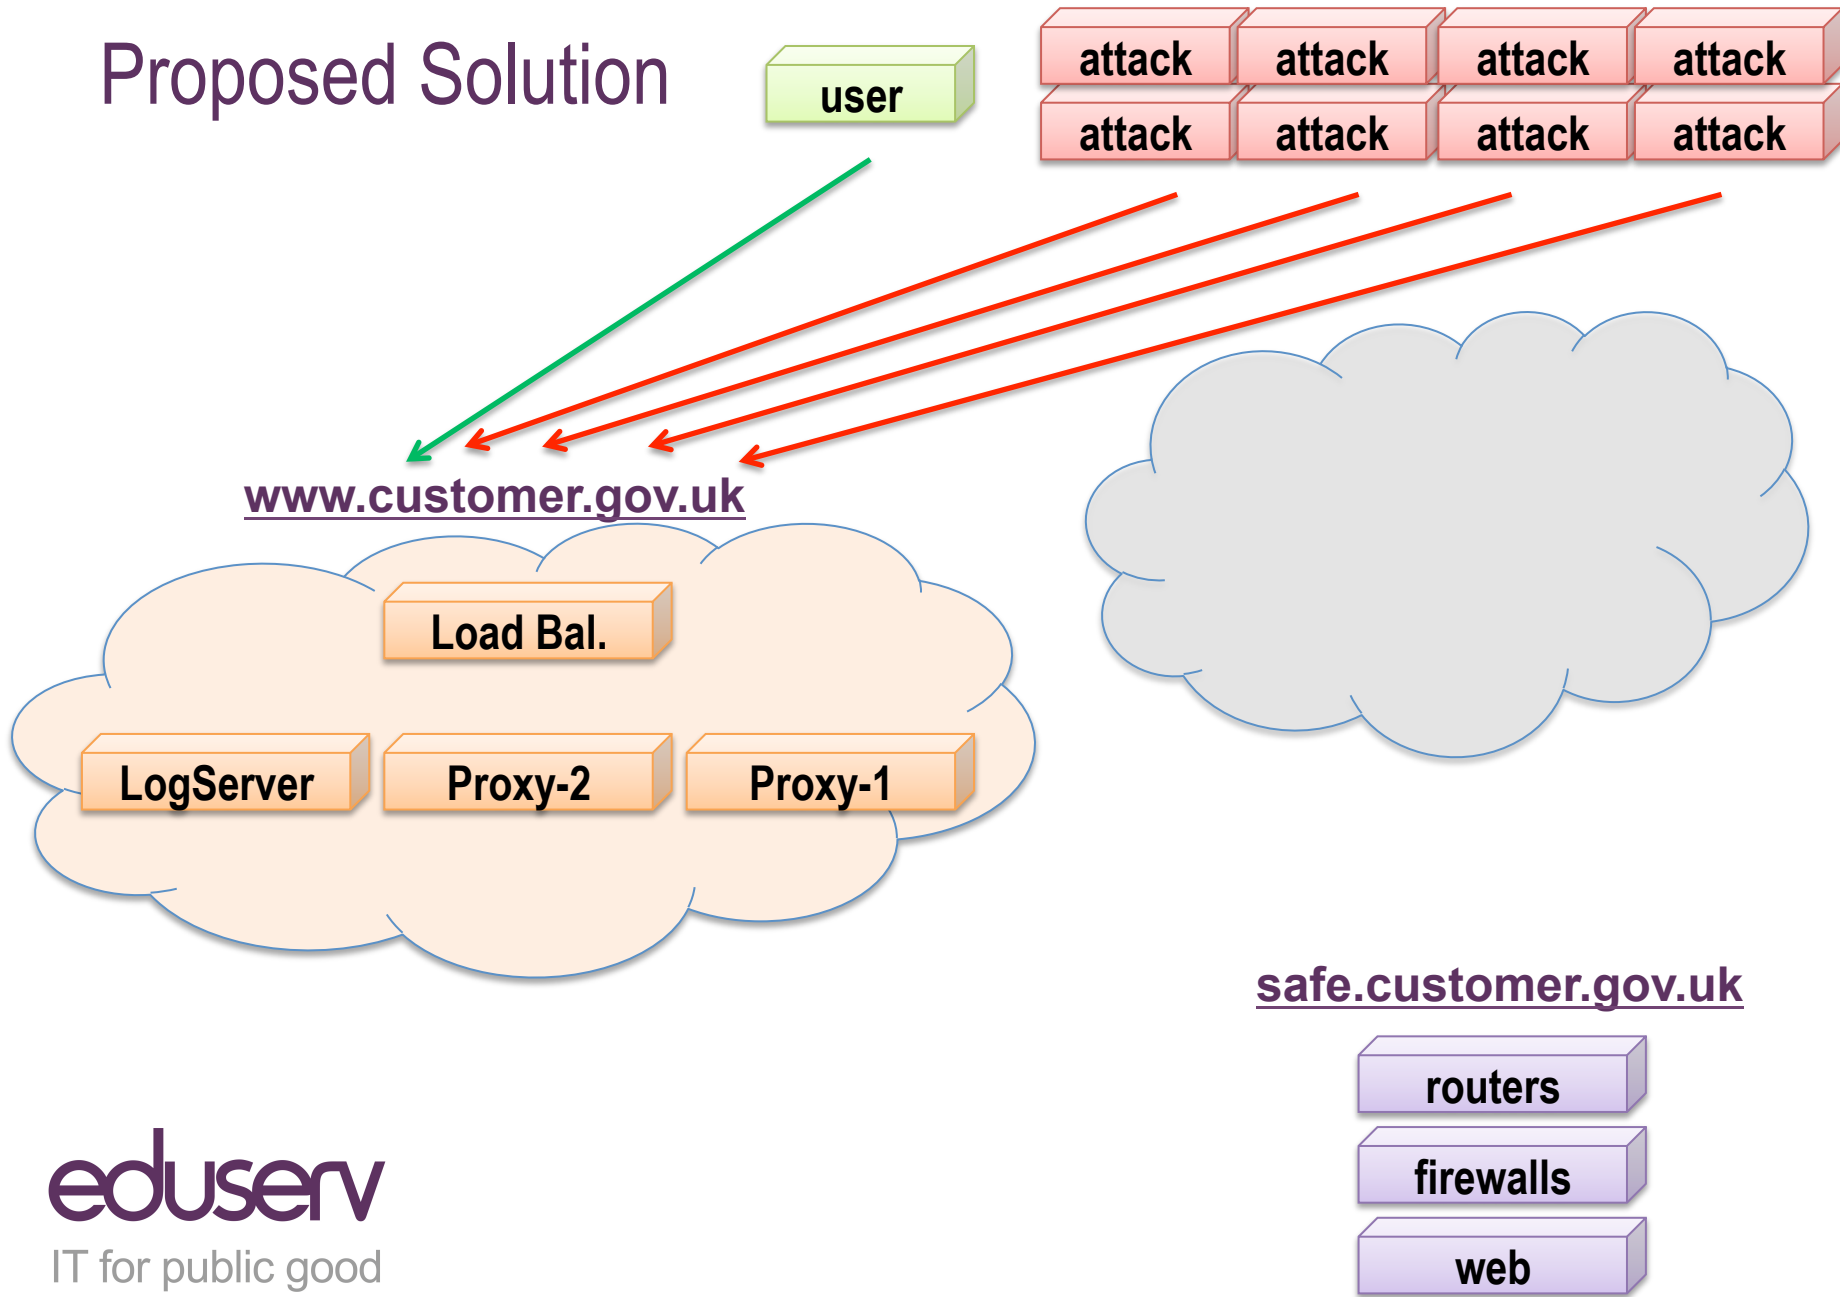 Proposed Solution
user
attack attack attack attack
attack attack attack attack
www.customer.gov.uk
Load Bal.
LogServer Proxy-2 Proxy-1
safe.customer.gov.uk
routers
firewalls
web
eduserv
IT for public good